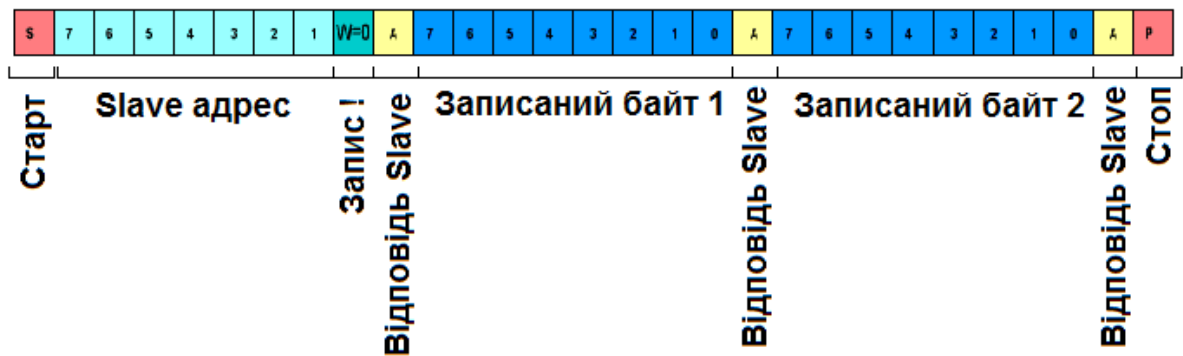 S 7 6 5 4 3 2 1 W=0 A 7 6 5 4 3 2 1 0 A 7 6 5 4 3 2 1 0 A P
Старт
Slave адрес
Запис !
Відповідь Slave
Записаний байт 1
Відповідь Slave
Записаний байт 2
Відповідь Slave
Стоп